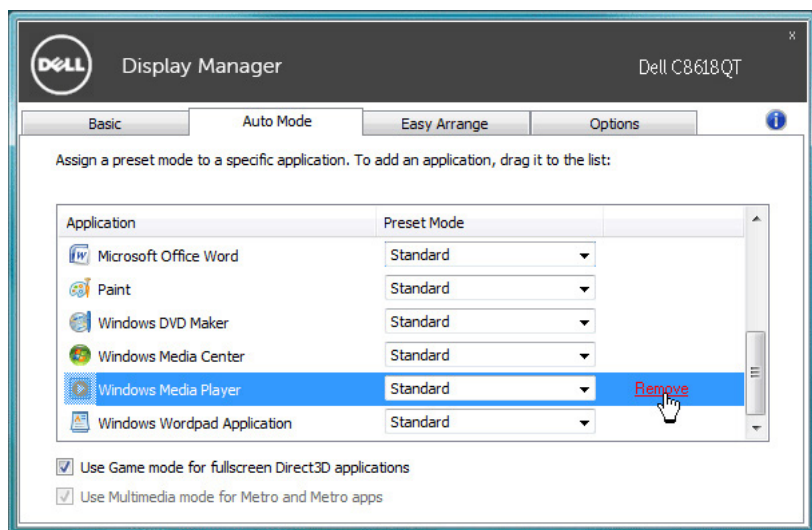 x
DELL Display Manager Dell C8618QT
Basic Auto Mode Easy Arrange Options i
Assign a preset mode to a specific application. To add an application, drag it to the list:
Application Preset Mode
Microsoft Office Word Standard
Paint Standard
Windows DVD Maker Standard
Windows Media Center Standard
Windows Media Player Standard Remove
Windows Wordpad Application Standard
Use Game mode for fullscreen Direct3D applications
Use Multimedia mode for Metro and Metro apps